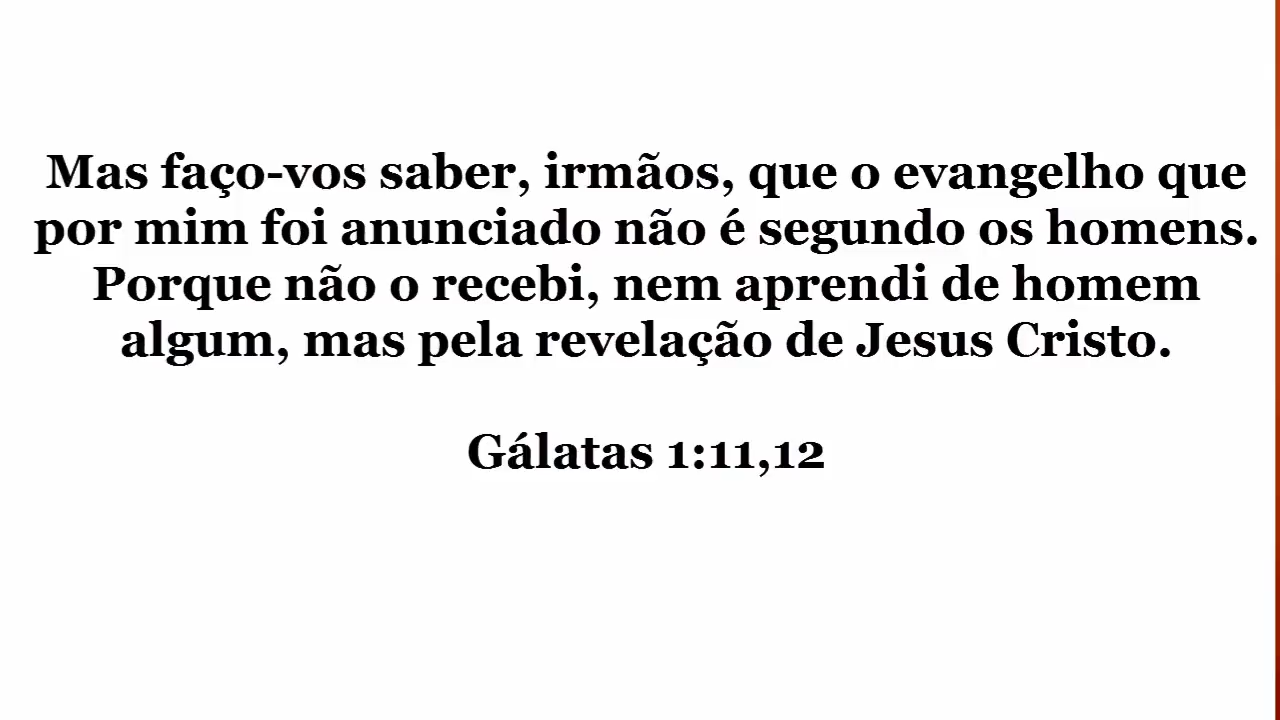 Mas faço-vos saber, irmãos, que o evangelho que
por mim foi anunciado não é segundo os homens.
Porque não o recebi, nem aprendi de homem
algum, mas pela revelação de Jesus Cristo.
Gálatas 1:11,12